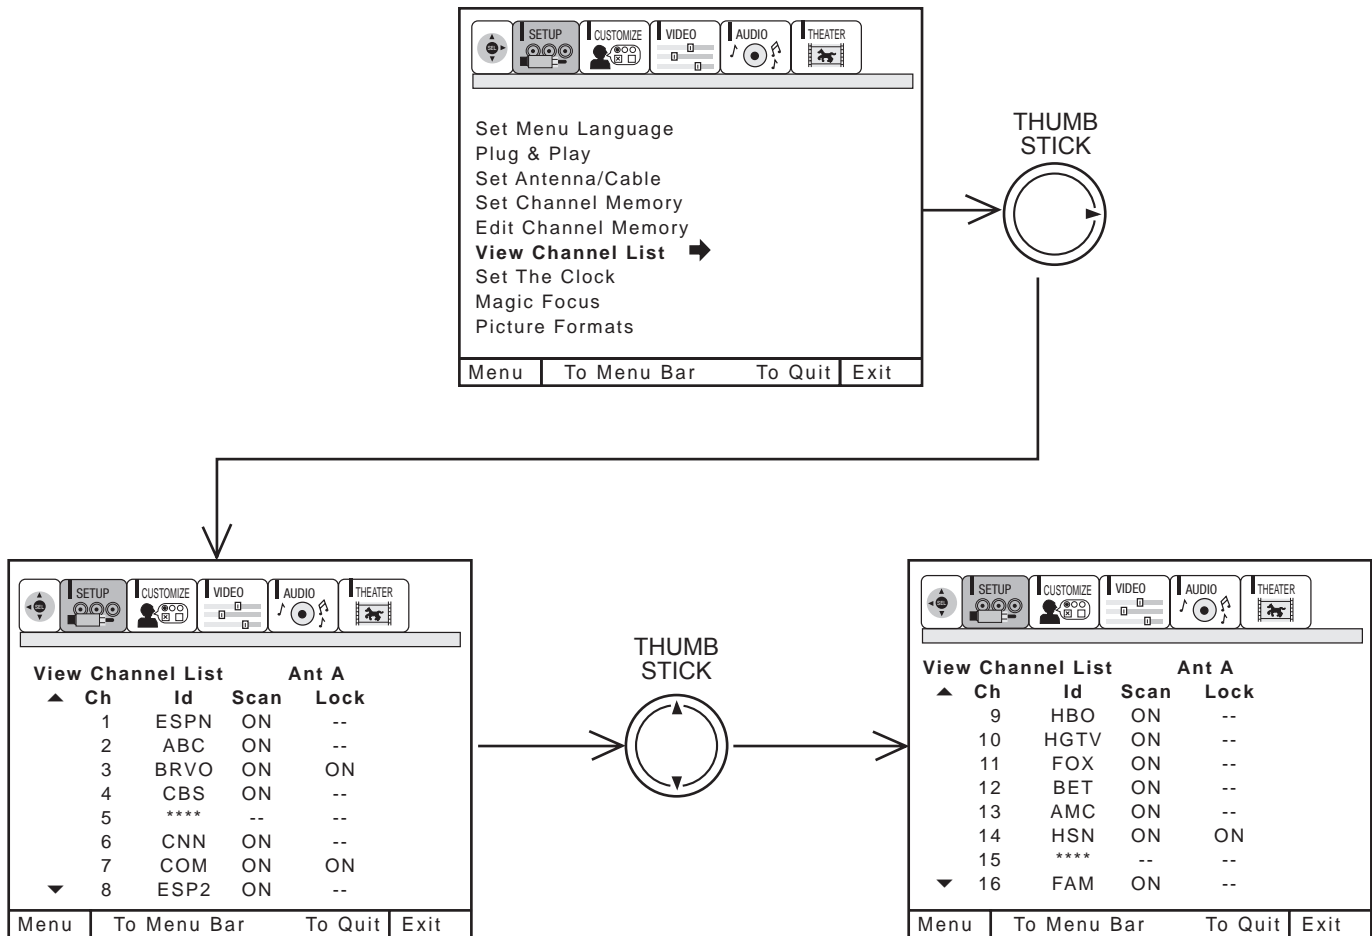 SEL SETUP CUSTOMIZE VIDEO AUDIO THEATER
Set Menu Language
Plug & Play
Set Antenna/Cable
Set Channel Memory
Edit Channel Memory
View Channel List
Set The Clock
Magic Focus
Picture Formats
Menu To Menu Bar To Quit Exit
THUMB
STICK
SEL SETUP CUSTOMIZE VIDEO AUDIO THEATER
View Channel List Ant A
Ch Id Scan Lock
1 ESPN ON --
2 ABC ON --
3 BRVO ON ON
4 CBS ON --
5 **** -- --
6 CNN ON --
7 COM ON ON
8 ESP2 ON --
Menu To Menu Bar To Quit Exit
THUMB
STICK
SEL SETUP CUSTOMIZE VIDEO AUDIO THEATER
View Channel List Ant A
Ch Id Scan Lock
9 HBO ON --
10 HGTV ON --
11 FOX ON --
12 BET ON --
13 AMC ON --
14 HSN ON ON
15 **** -- --
16 FAM ON --
Menu To Menu Bar To Quit Exit